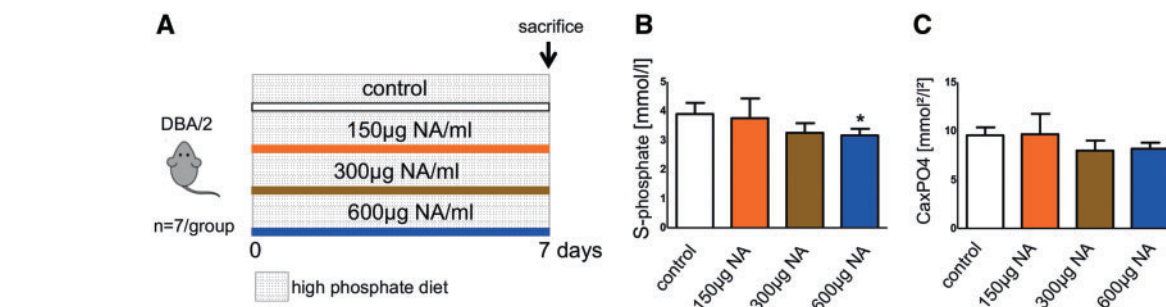 A
sacrifice
control
DBA/2
150µg NA/ml
300µg NA/ml
600µg NA/ml
n=7/group
0
7 days
high phosphate diet
B
S-phosphate [mmol/l]
5
4
3
2
1
0
*
control
150µg NA
300µg NA
600µg NA
C
CaxPO4 [mmol²/l²]
15
10
5
0
control
150µg NA
300µg NA
600µg NA